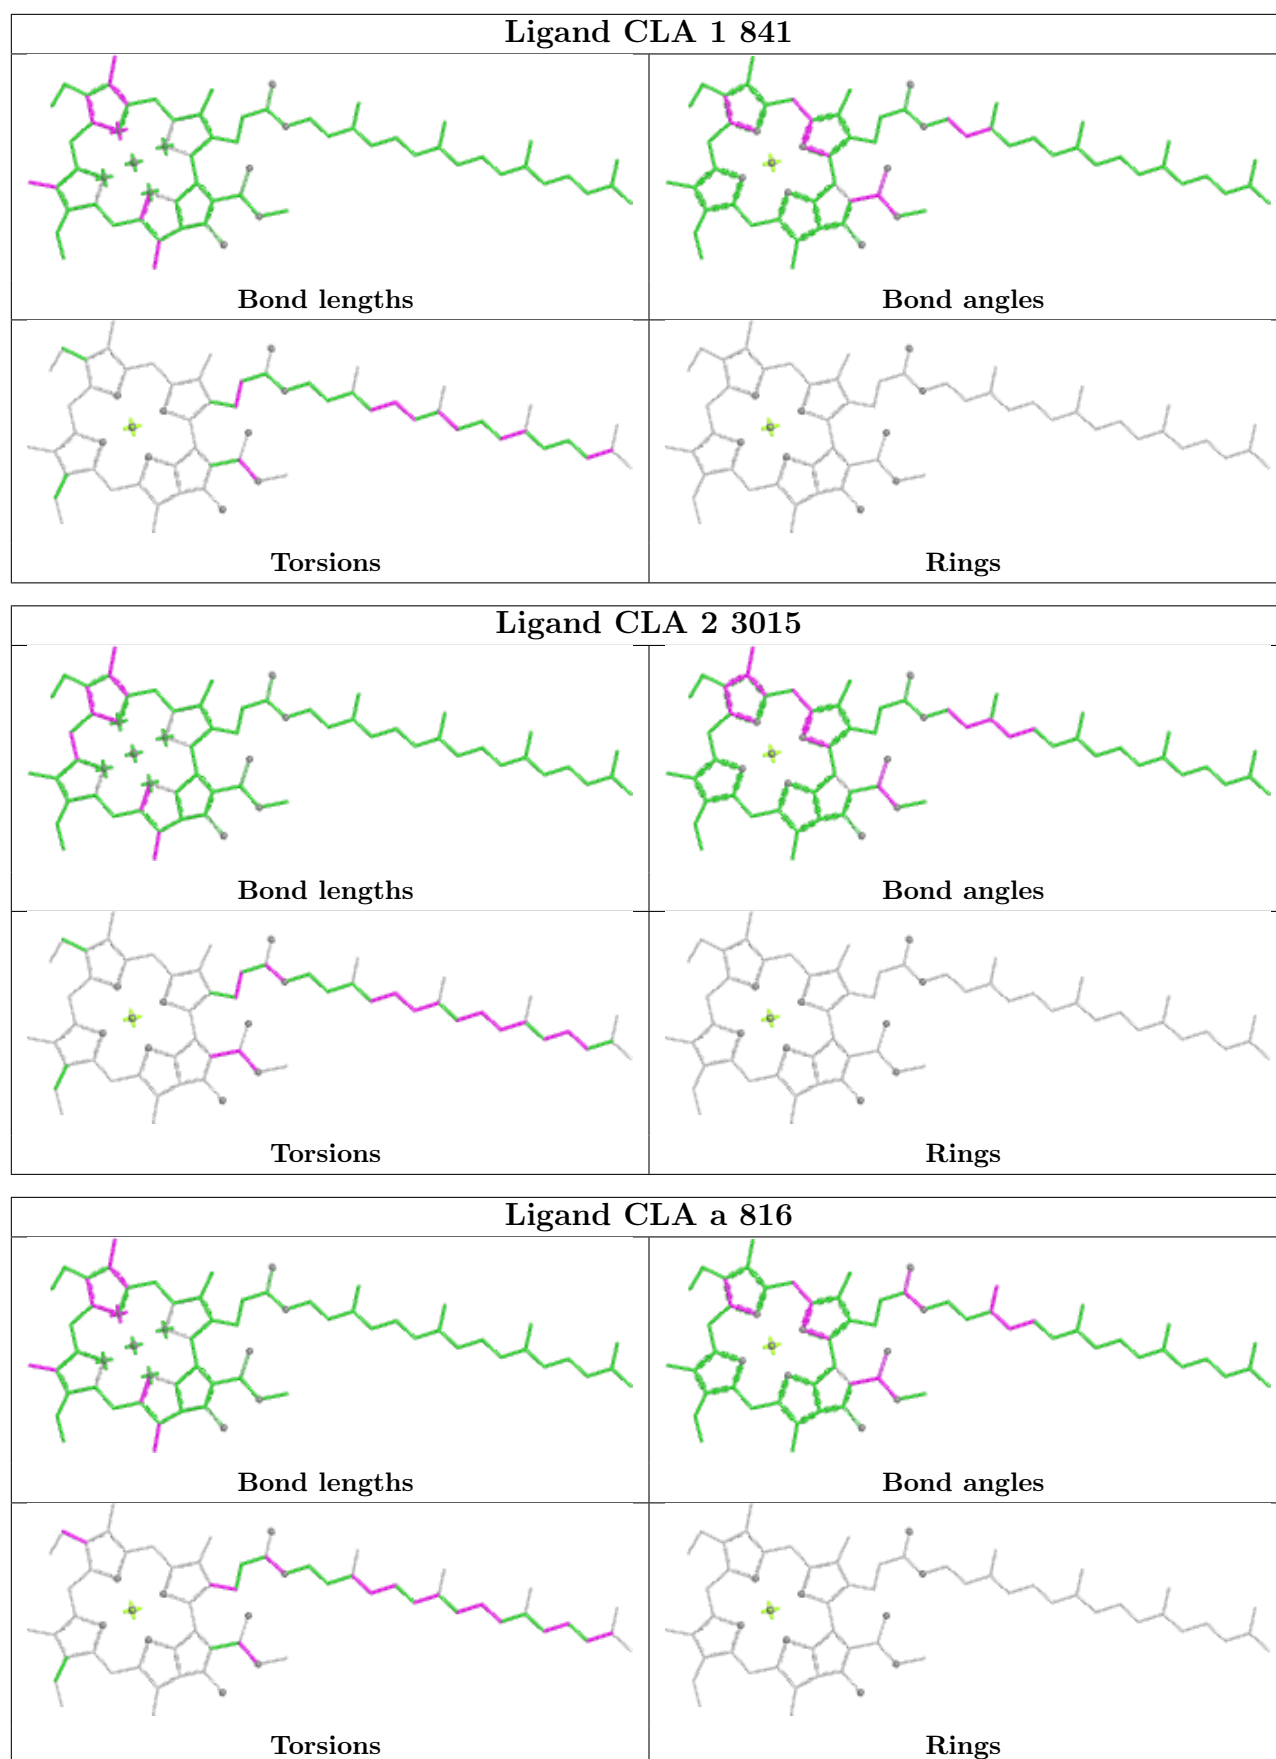 Ligand CLA 1 841
Bond lengths
Bond angles
Torsions
Rings
Ligand CLA 2 3015
Bond lengths
Bond angles
Torsions
Rings
Ligand CLA a 816
Bond lengths
Bond angles
Torsions
Rings